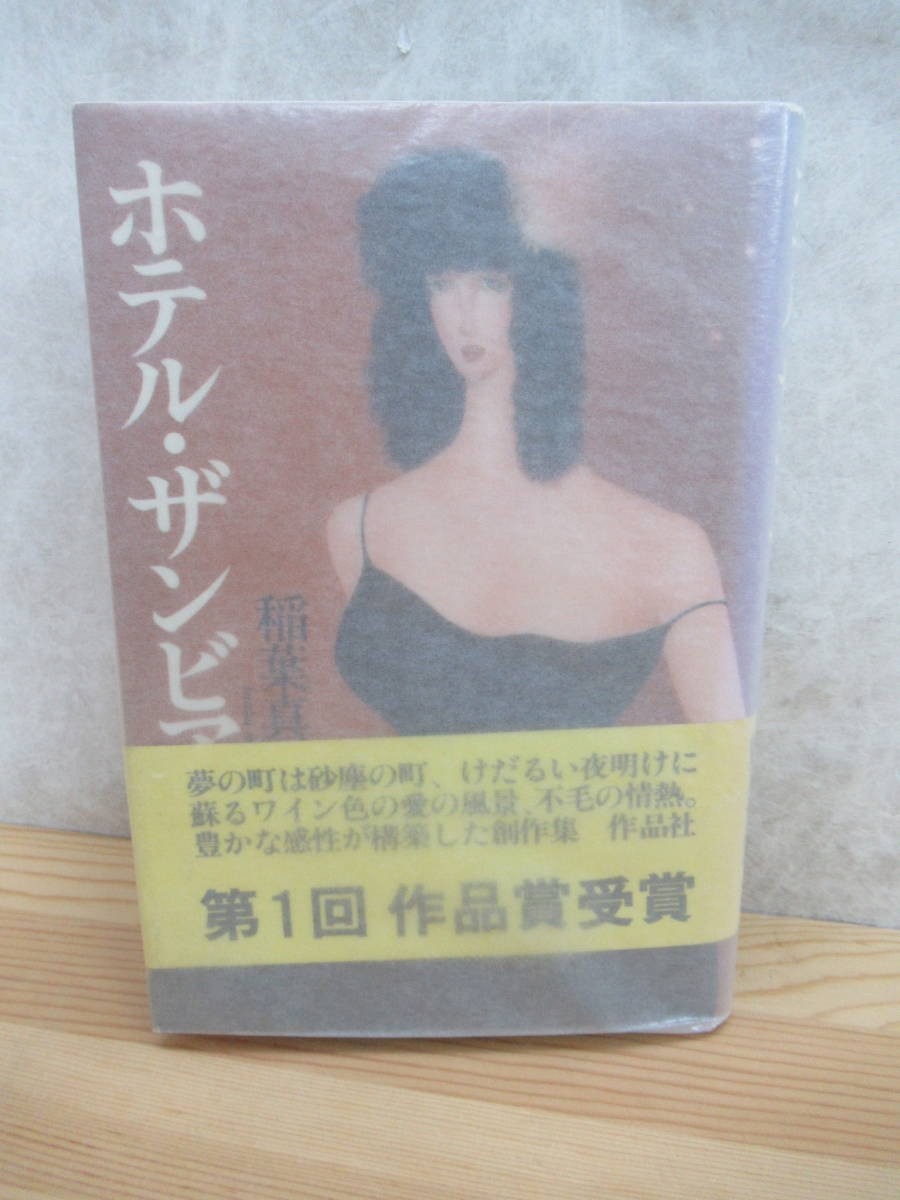 ホテル・ザンビア
稲葉真
夢の町は砂塵の町、けだるい夜明けに
蘇るワイン色の愛の風景、不毛の情熱。
豊かな感性が構築した創作集　作品社
第1回 作品賞受賞